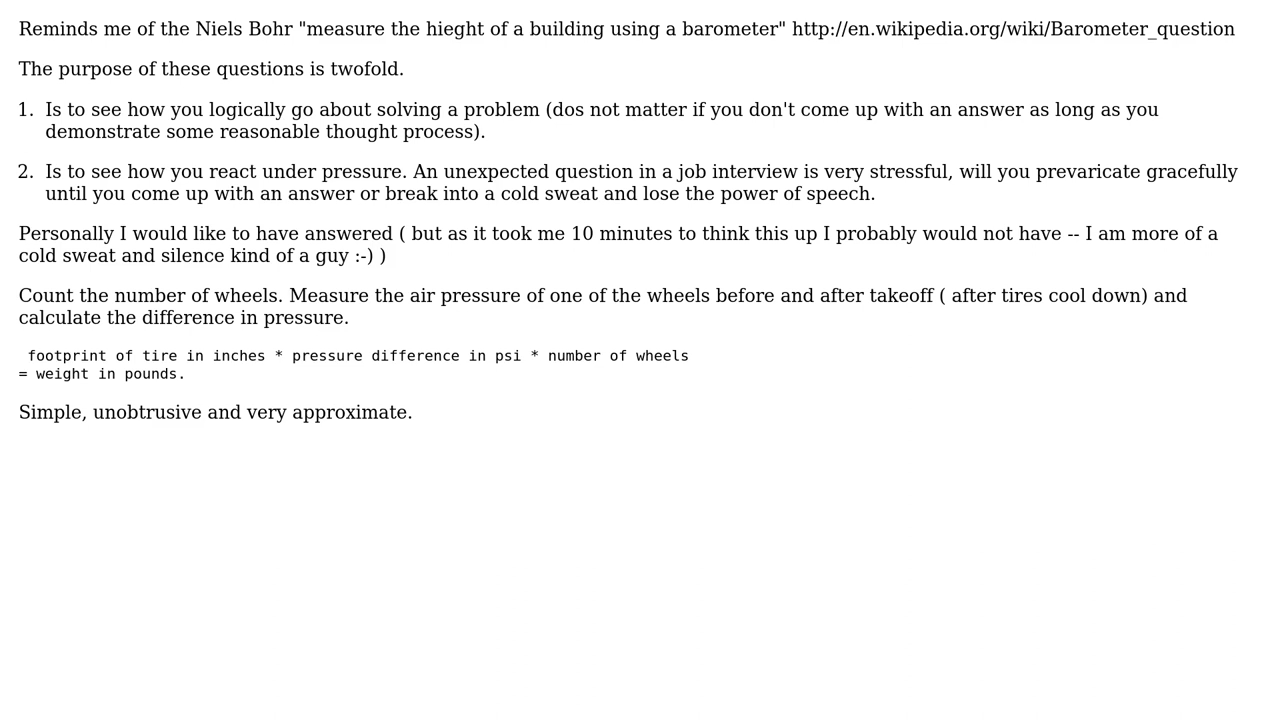 Reminds me of the Niels Bohr "measure the hieght of a building using a barometer" http://en.wikipedia.org/wiki/Barometer_question
The purpose of these questions is twofold.
1. Is to see how you logically go about solving a problem (dos not matter if you don't come up with an answer as long as you
demonstrate some reasonable thought process).
2. Is to see how you react under pressure. An unexpected question in a job interview is very stressful, will you prevaricate gracefully
until you come up with an answer or break into a cold sweat and lose the power of speech.
Personally I would like to have answered ( but as it took me 10 minutes to think this up I probably would not have -- I am more of a
cold sweat and silence kind of a guy :-) )
Count the number of wheels. Measure the air pressure of one of the wheels before and after takeoff ( after tires cool down) and
calculate the difference in pressure.
footprint of tire in inches * pressure difference in psi * number of wheels
= weight in pounds.
Simple, unobtrusive and very approximate.